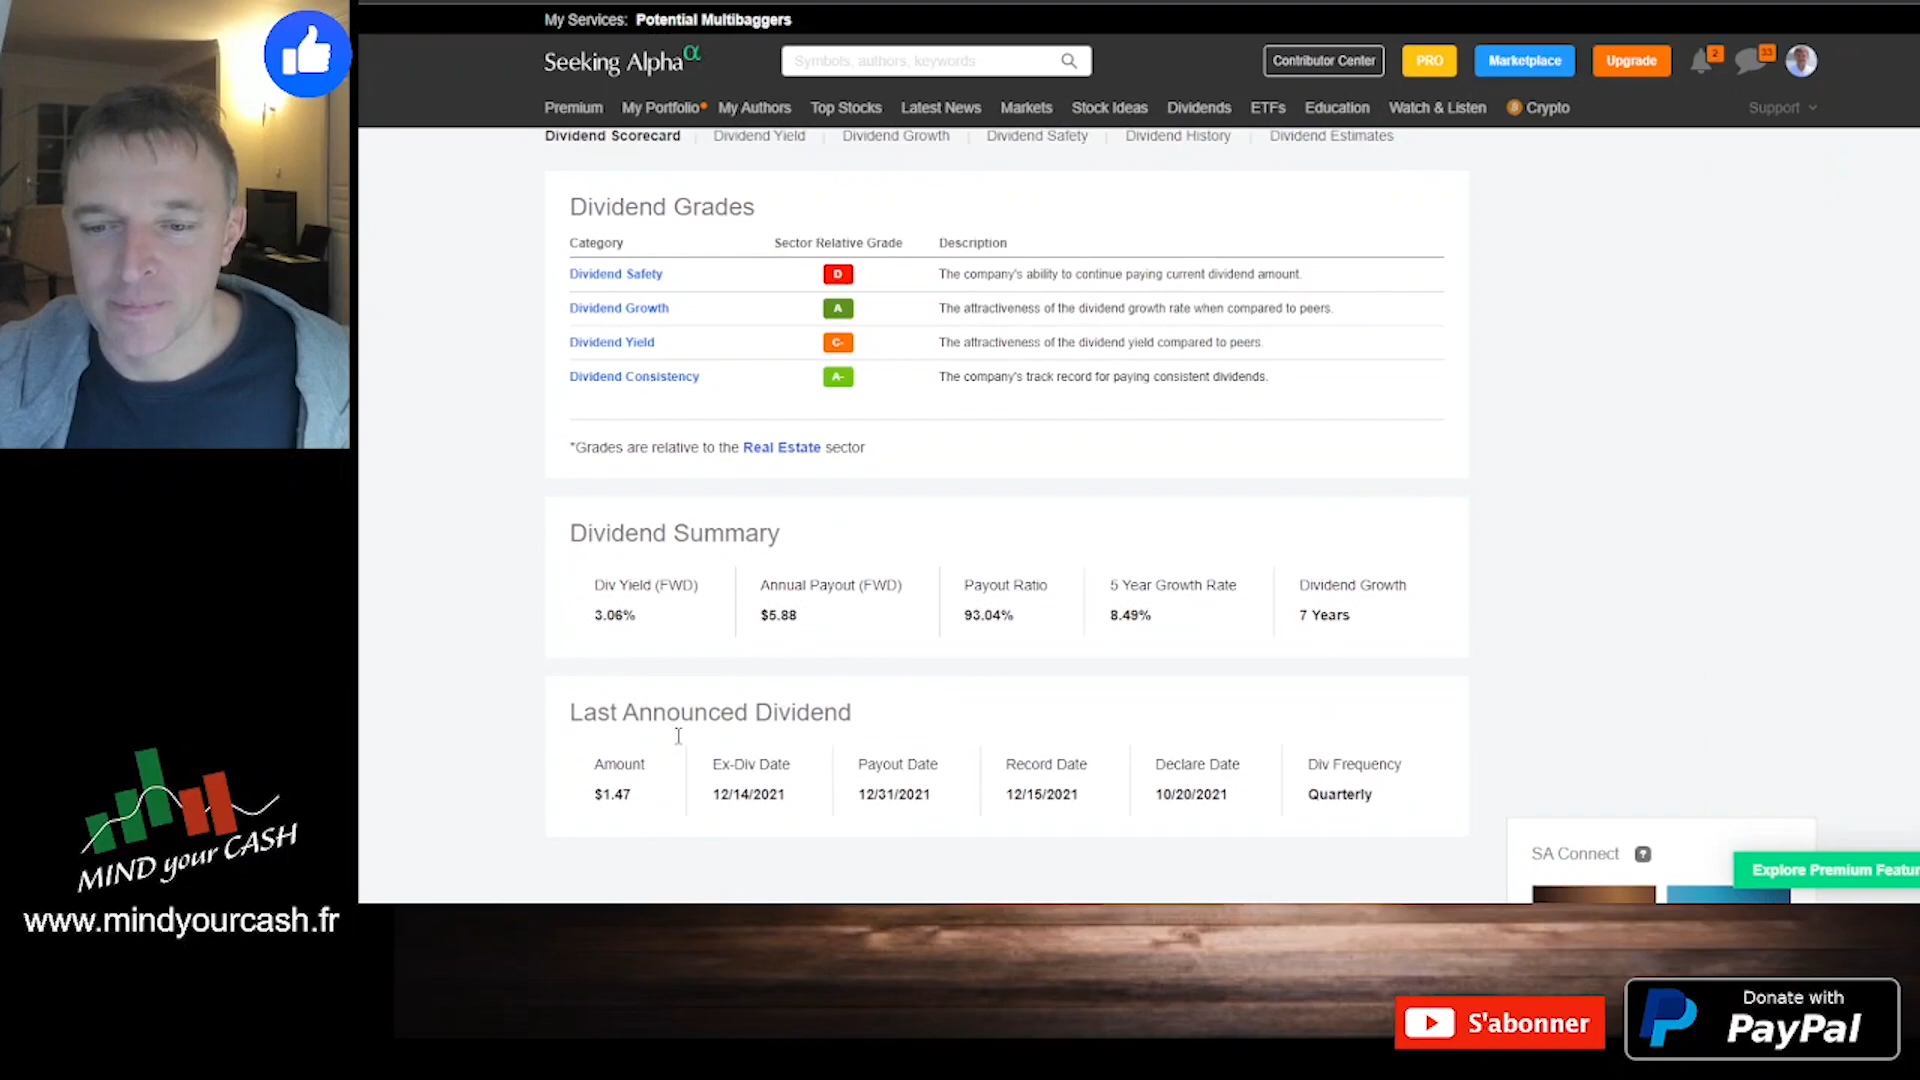 My Services: Potential Multibaggers
Seeking Alpha α
Symbols, authors, keywords
Contributor Center
PRO
Marketplace
Upgrade
2
33
Premium My Portfolio My Authors Top Stocks Latest News Markets Stock Ideas Dividends ETFs Education Watch & Listen Crypto Support
Dividend Scorecard Dividend Yield Dividend Growth Dividend Safety Dividend History Dividend Estimates
Dividend Grades
Category Sector Relative Grade Description
Dividend Safety D The company's ability to continue paying current dividend amount.
Dividend Growth A The attractiveness of the dividend growth rate when compared to peers.
Dividend Yield C- The attractiveness of the dividend yield compared to peers.
Dividend Consistency A- The company's track record for paying consistent dividends.
*Grades are relative to the Real Estate sector
Dividend Summary
Div Yield (FWD) Annual Payout (FWD) Payout Ratio 5 Year Growth Rate Dividend Growth
3.06% $5.88 93.04% 8.49% 7 Years
Last Announced Dividend
Amount Ex-Div Date Payout Date Record Date Declare Date Div Frequency
$1.47 12/14/2021 12/31/2021 12/15/2021 10/20/2021 Quarterly
SA Connect ?
Explore Premium Featur
MIND your CASH
www.mindyourcash.fr
S'abonner
Donate with
PayPal